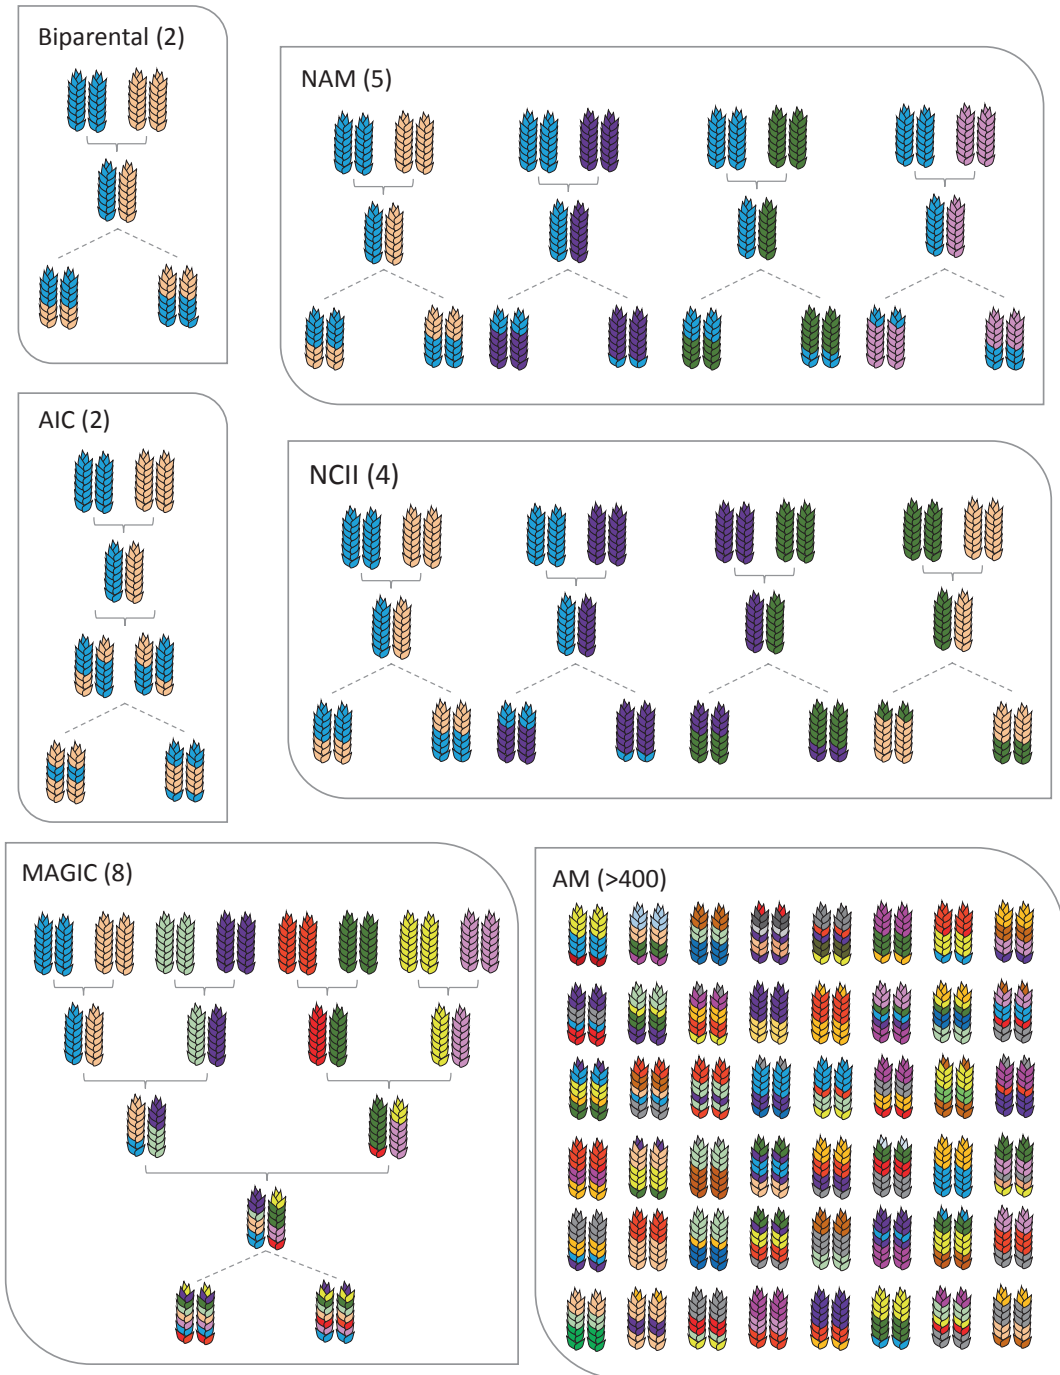 Biparental (2)
NAM (5)
AIC (2)
NCII (4)
MAGIC (8)
AM (>400)